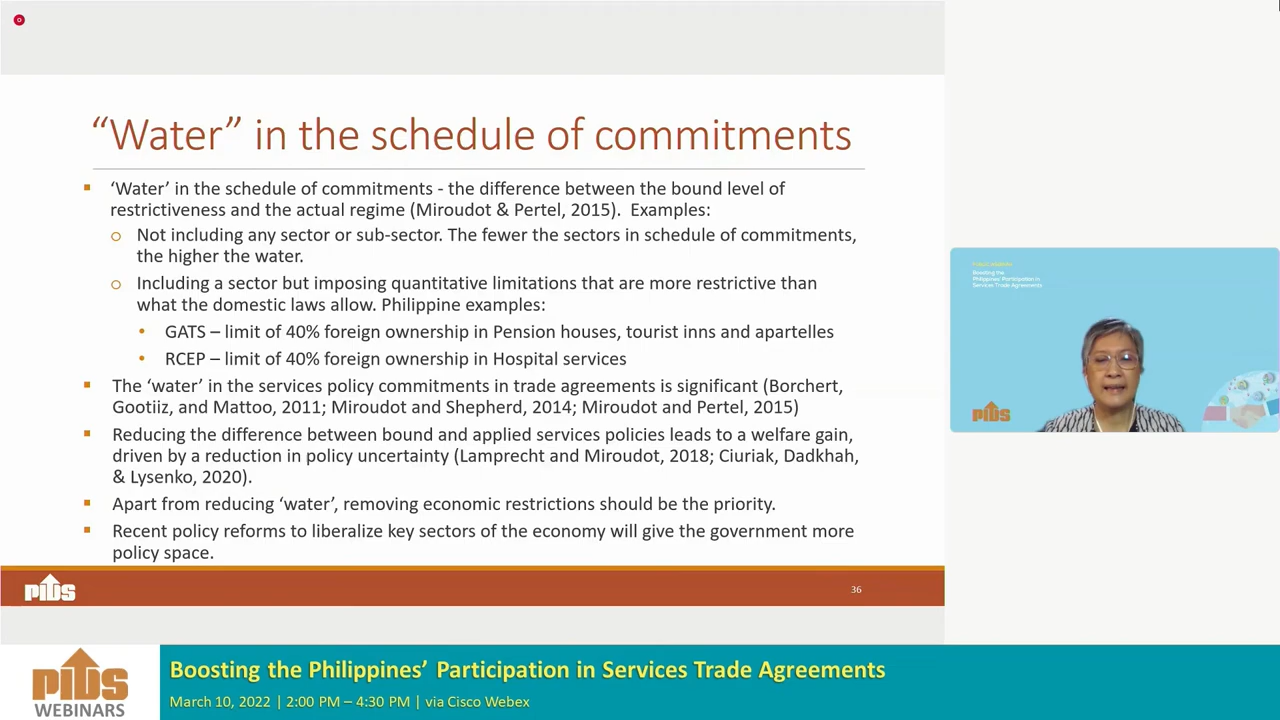 “Water” in the schedule of commitments
▪ ‘Water’ in the schedule of commitments - the difference between the bound level of
restrictiveness and the actual regime (Miroudot & Pertel, 2015).  Examples:
o Not including any sector or sub-sector. The fewer the sectors in schedule of commitments,
the higher the water.
o Including a sector but imposing quantitative limitations that are more restrictive than
what the domestic laws allow. Philippine examples:
• GATS – limit of 40% foreign ownership in Pension houses, tourist inns and apartelles
• RCEP – limit of 40% foreign ownership in Hospital services
▪ The ‘water’ in the services policy commitments in trade agreements is significant (Borchert,
Gootiiz, and Mattoo, 2011; Miroudot and Shepherd, 2014; Miroudot and Pertel, 2015)
▪ Reducing the difference between bound and applied services policies leads to a welfare gain,
driven by a reduction in policy uncertainty (Lamprecht and Miroudot, 2018; Ciuriak, Dadkhah,
& Lysenko, 2020).
▪ Apart from reducing ‘water’, removing economic restrictions should be the priority.
▪ Recent policy reforms to liberalize key sectors of the economy will give the government more
policy space.
PIDS
36
Boosting the
Philippines' Participation in
Services Trade Agreements
PIDS
PIDS
WEBINARS
Boosting the Philippines’ Participation in Services Trade Agreements
March 10, 2022 | 2:00 PM – 4:30 PM | via Cisco Webex